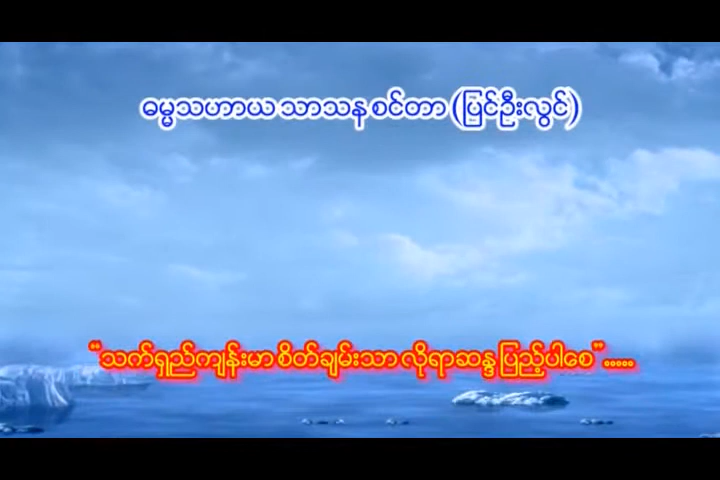 ဓမ္မသဟာယ သာသန စင်တာ (ပြင်ဦးလွင်)
“သက်ရှည်ကျန်းမာ စိတ်ချမ်းသာ လိုရာဆန္ဒ ပြည့်ပါစေ”.....